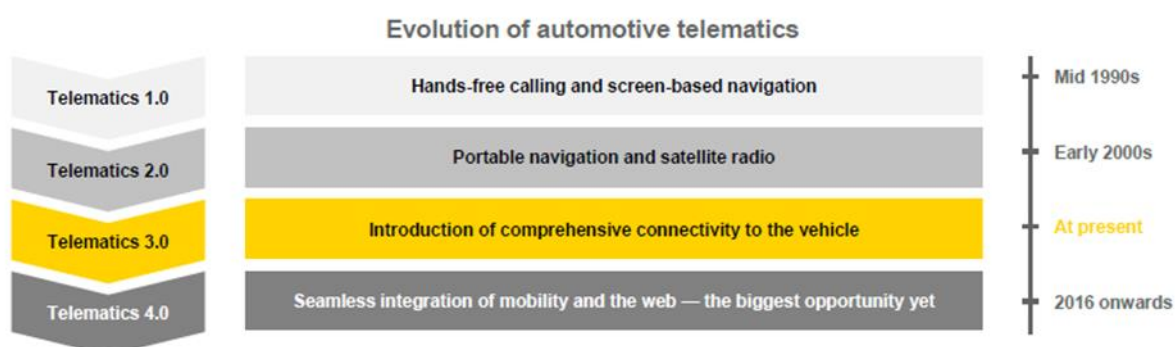 Evolution of automotive telematics
Telematics 1.0
Hands-free calling and screen-based navigation
Mid 1990s
Telematics 2.0
Portable navigation and satellite radio
Early 2000s
Telematics 3.0
Introduction of comprehensive connectivity to the vehicle
At present
Telematics 4.0
Seamless integration of mobility and the web — the biggest opportunity yet
2016 onwards